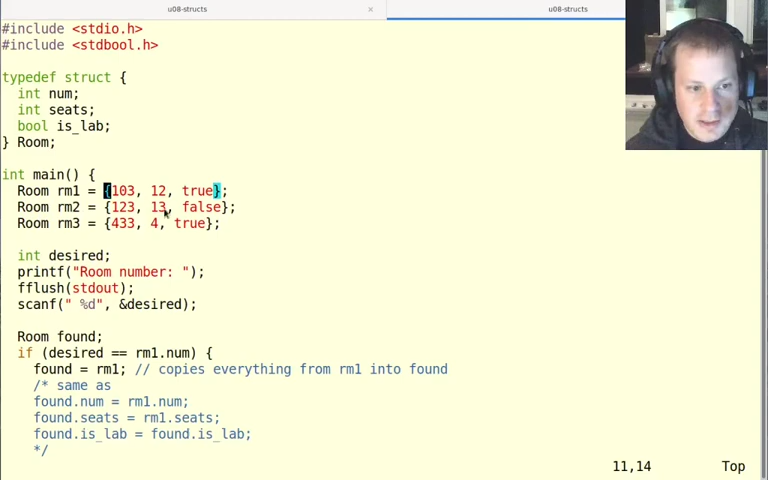 u08-structs × u08-structs
#include <stdio.h>
#include <stdbool.h>
typedef struct {
int num;
int seats;
bool is_lab;
} Room;
int main() {
Room rm1 = {103, 12, true};
Room rm2 = {123, 13, false};
Room rm3 = {433, 4, true};
int desired;
printf("Room number: ");
fflush(stdout);
scanf(" %d", &desired);
Room found;
if (desired == rm1.num) {
found = rm1; // copies everything from rm1 into found
/* same as
found.num = rm1.num;
found.seats = rm1.seats;
found.is_lab = found.is_lab;
*/
11,14 Top